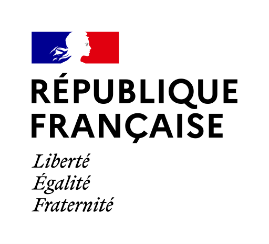 RÉPUBLIQUE
FRANÇAISE
Liberté
Égalité
Fraternité